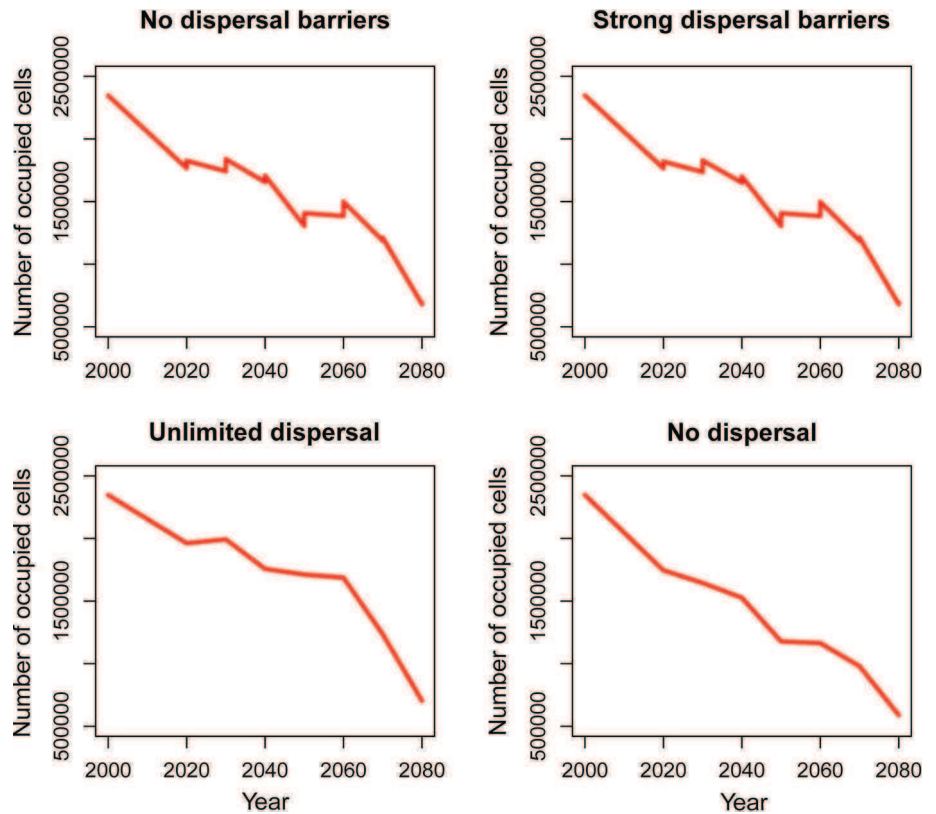 No dispersal barriers
Number of occupied cells
2500000
1500000
500000
2000 2020 2040 2060 2080
Strong dispersal barriers
Number of occupied cells
2500000
1500000
500000
2000 2020 2040 2060 2080
Unlimited dispersal
Number of occupied cells
2500000
1500000
500000
2000 2020 2040 2060 2080
Year
No dispersal
Number of occupied cells
2500000
1500000
500000
2000 2020 2040 2060 2080
Year